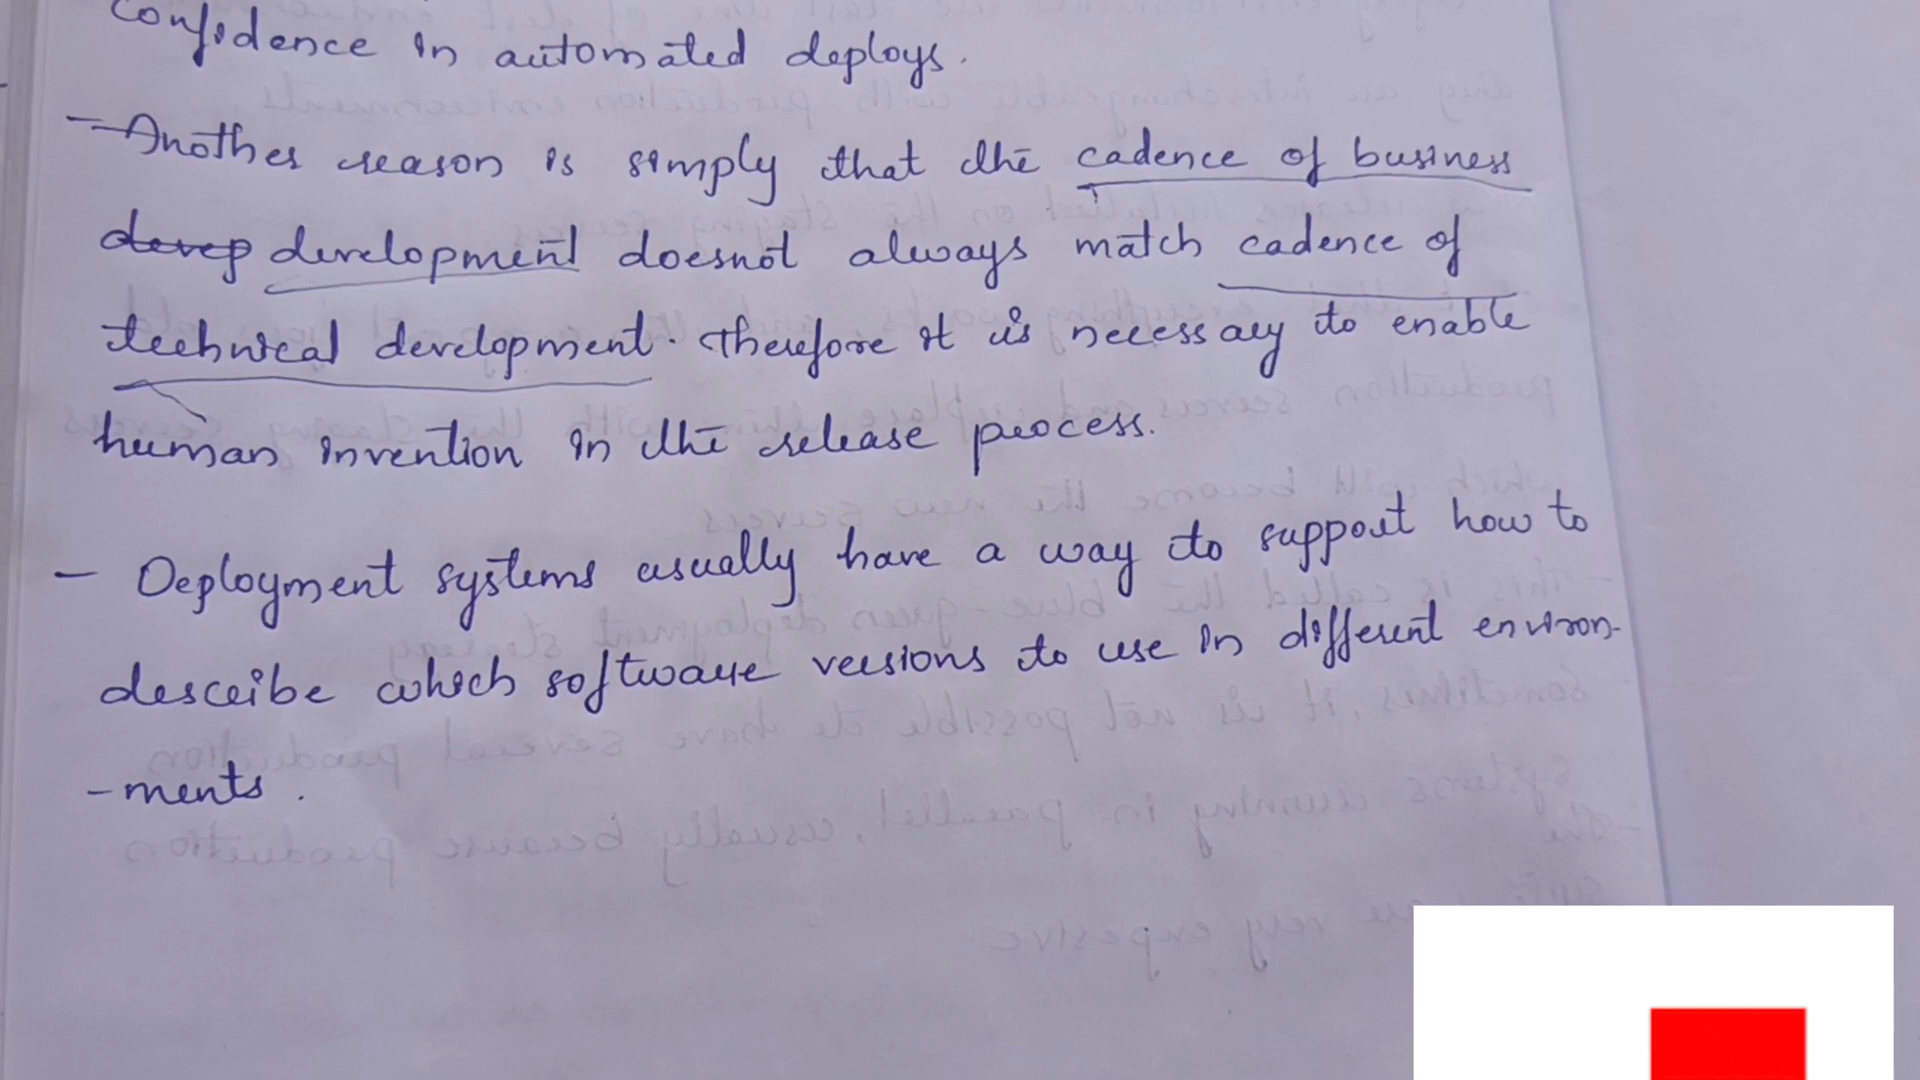 confidence in automated deploys.
- Another reason is simply that the cadence of business
devep development doesnot always match cadence of
technical development. Therefore it is necessary to enable
human invention in the release process.
- Deployment systems usually have a way to support how to
describe which software versions to use in different environ-
-ments.